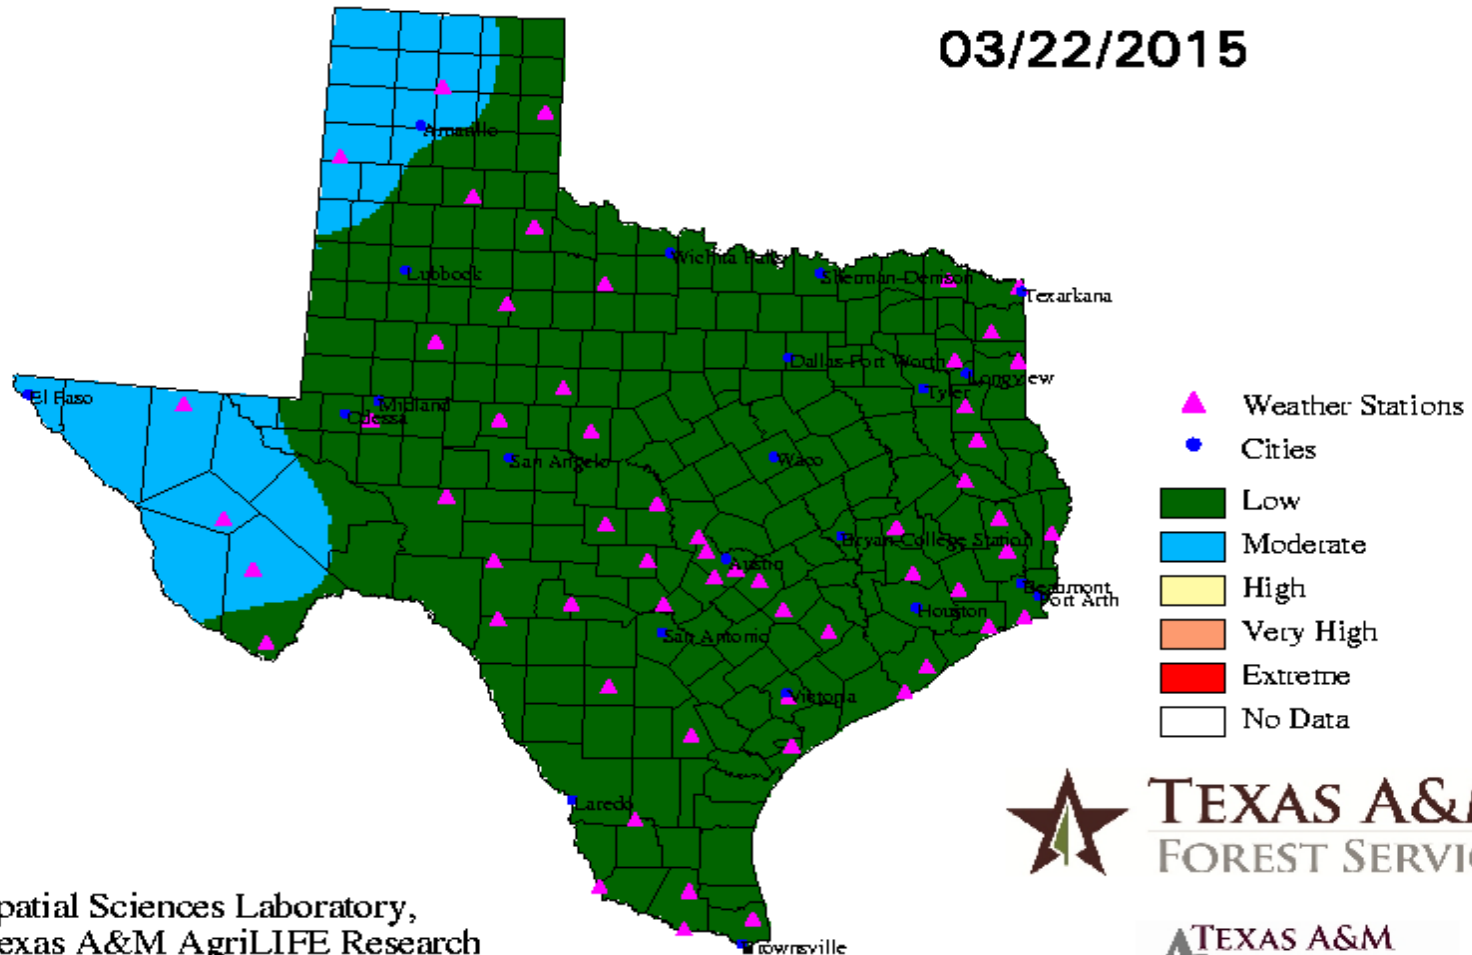 03/22/2015
Amarillo
Lubbock
Wichita Falls
Sherman-Denison
Texarkana
Dallas-Fort Worth
Longview
Tyler
El Paso
Midland
Odessa
San Angelo
Waco
Bryan-College Station
Austin
Beaumont
Port Arth
Houston
San Antonio
Victoria
Laredo
Brownsville
Weather Stations
Cities
Low
Moderate
High
Very High
Extreme
No Data
TEXAS A&M
FOREST SERVIC
patial Sciences Laboratory,
exas A&M AgriLIFE Research
TEXAS A&M